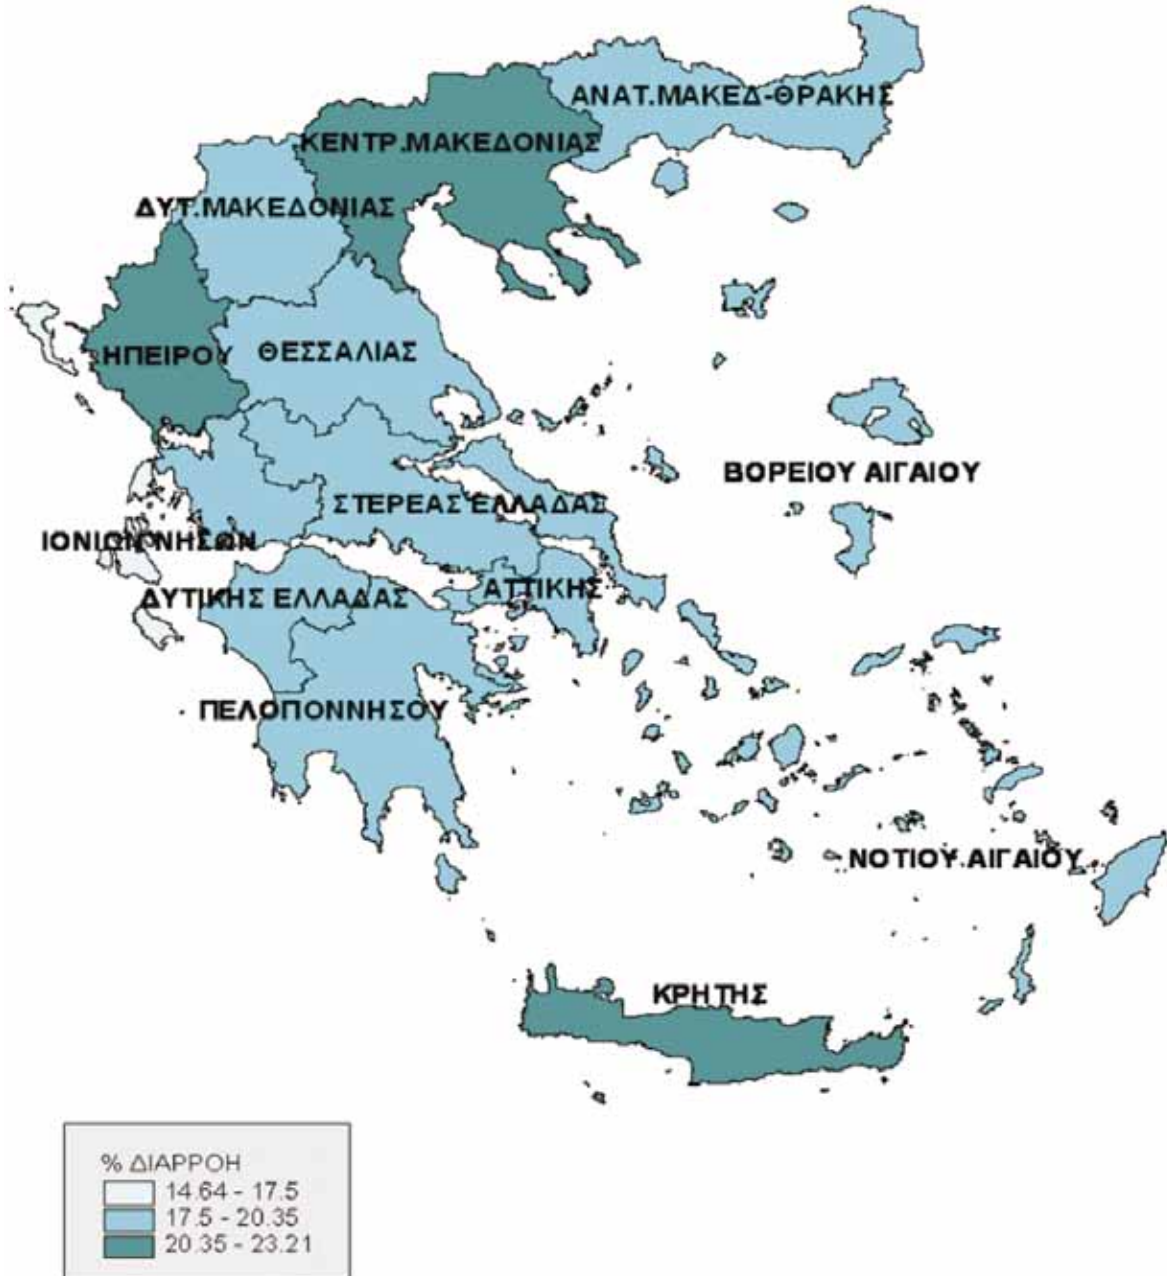 ΑΝΑΤ.ΜΑΚΕΔ-ΘΡΑΚΗΣ
ΚΕΝΤΡ.ΜΑΚΕΔΟΝΙΑΣ
ΔΥΤ.ΜΑΚΕΔΟΝΙΑΣ
ΗΠΕΙΡΟΥ
ΘΕΣΣΑΛΙΑΣ
ΒΟΡΕΙΟΥ ΑΙΓΑΙΟΥ
ΣΤΕΡΕΑΣ ΕΛΛΑΔΑΣ
ΙΟΝΙΩΝ ΝΗΣΩΝ
ΑΤΤΙΚΗΣ
ΔΥΤΙΚΗΣ ΕΛΛΑΔΑΣ
ΠΕΛΟΠΟΝΝΗΣΟΥ
ΝΟΤΙΟΥ ΑΙΓΑΙΟΥ
ΚΡΗΤΗΣ
% ΔΙΑΡΡΟΗ
14.64 - 17.5
17.5 - 20.35
20.35 - 23.21